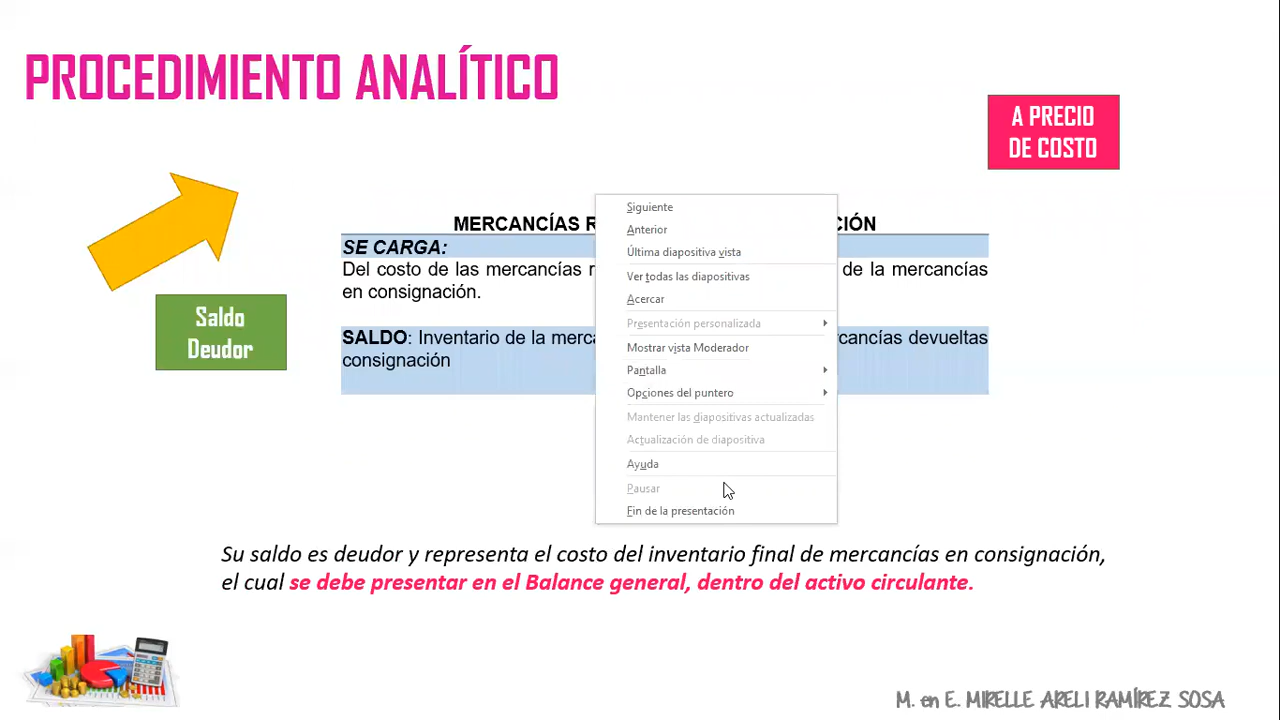 PROCEDIMIENTO ANALÍTICO
A PRECIO
DE COSTO
Saldo
Deudor
MERCANCÍAS
SE CARGA:
Del costo de las mercancías de la mercancías
en consignación.
SALDO: Inventario de la devueltas
consignación
Siguiente
Anterior
Última diapositiva vista
Ver todas las diapositivas
Acercar
Presentación personalizada
Mostrar vista Moderador
Pantalla
Opciones del puntero
Mantener las diapositivas actualizadas
Actualización de diapositiva
Ayuda
Pausar
Fin de la presentación
Su saldo es deudor y representa el costo del inventario final de mercancías en consignación,
el cual se debe presentar en el Balance general, dentro del activo circulante.
M. en E. MIRELLE ARELI RAMÍREZ SOSA